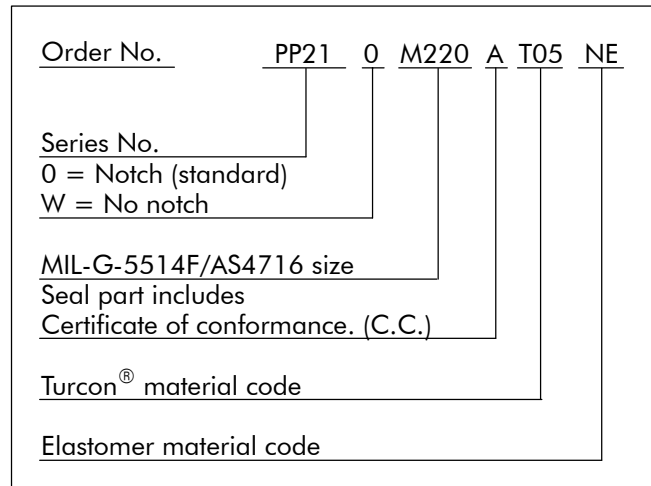 Order No. PP21 0 M220 A T05 NE
Series No.
0 = Notch (standard)
W = No notch
MIL-G-5514F/AS4716 size
Seal part includes
Certificate of conformance. (C.C.)
Turcon® material code
Elastomer material code